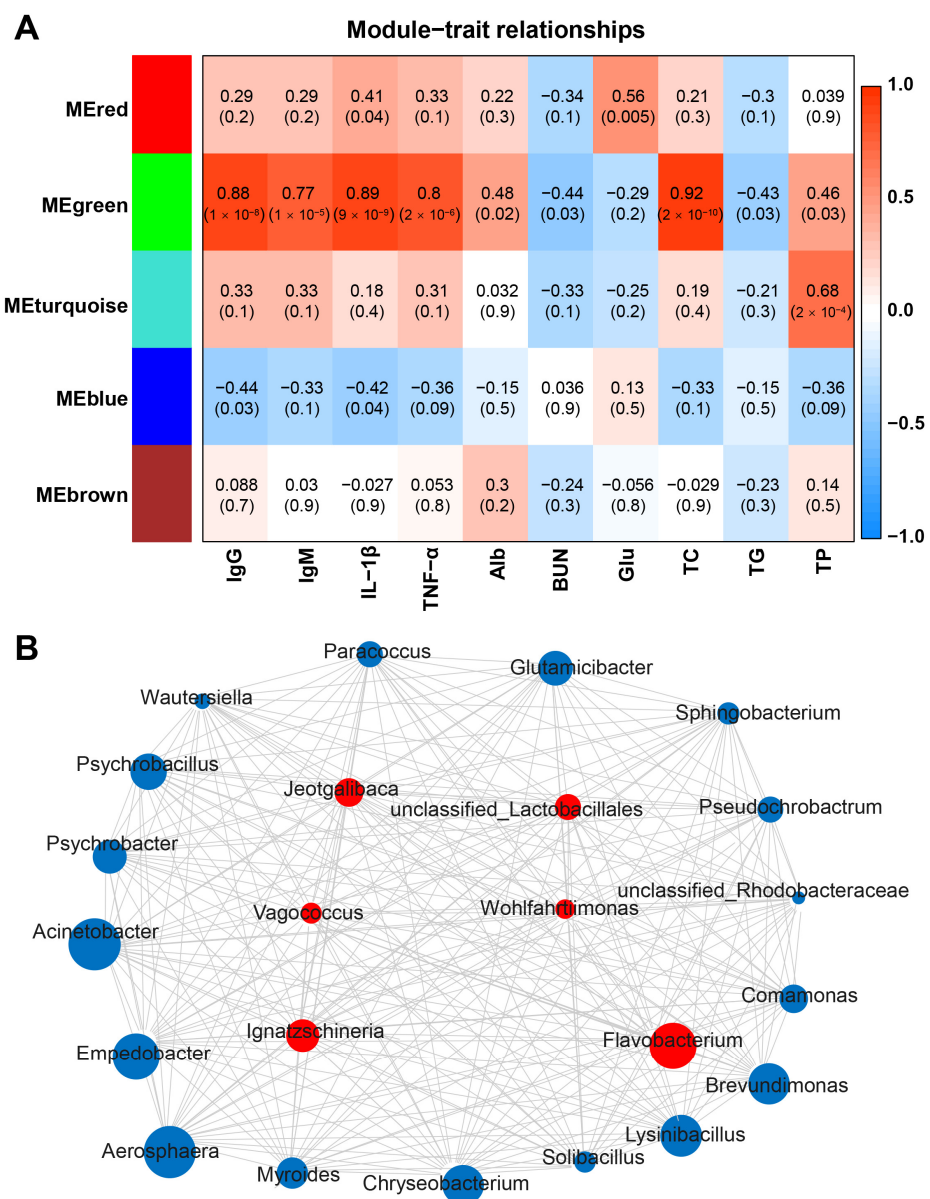 A
Module−trait relationships
MEred
0.29 0.29 0.41 0.33 0.22 −0.34 0.56 0.21 −0.3 0.039
(0.2) (0.2) (0.04) (0.1) (0.3) (0.1) (0.005) (0.3) (0.1) (0.9)
MEgreen
0.88 0.77 0.89 0.8 0.48 −0.44 −0.29 0.92 −0.43 0.46
(1 × 10⁻⁸) (1 × 10⁻⁵) (9 × 10⁻⁹) (2 × 10⁻⁶) (0.02) (0.03) (0.2) (2 × 10⁻¹⁰) (0.03) (0.03)
MEturquoise
0.33 0.33 0.18 0.31 0.032 −0.33 −0.25 0.19 −0.21 0.68
(0.1) (0.1) (0.4) (0.1) (0.9) (0.1) (0.2) (0.4) (0.3) (2 × 10⁻⁴)
MEblue
−0.44 −0.33 −0.42 −0.36 −0.15 0.036 0.13 −0.33 −0.15 −0.36
(0.03) (0.1) (0.04) (0.09) (0.5) (0.9) (0.5) (0.1) (0.5) (0.09)
MEbrown
0.088 0.03 −0.027 0.053 0.3 −0.24 −0.056 −0.029 −0.23 0.14
(0.7) (0.9) (0.9) (0.8) (0.2) (0.3) (0.8) (0.9) (0.3) (0.5)
IgG IgM IL−1β TNF−α Alb BUN Glu TC TG TP
1.0
0.5
0.0
−0.5
−1.0
B
Paracoccus
Glutamicibacter
Wautersiella
Sphingobacterium
Psychrobacillus
Jeotgalibaca
unclassified_Lactobacillales
Pseudochrobactrum
Psychrobacter
unclassified_Rhodobacteraceae
Vagococcus
Wohlfahrtiimonas
Acinetobacter
Comamonas
Ignatzschineria
Flavobacterium
Empedobacter
Brevundimonas
Lysinibacillus
Aerosphaera
Solibacillus
Myroides
Chryseobacterium